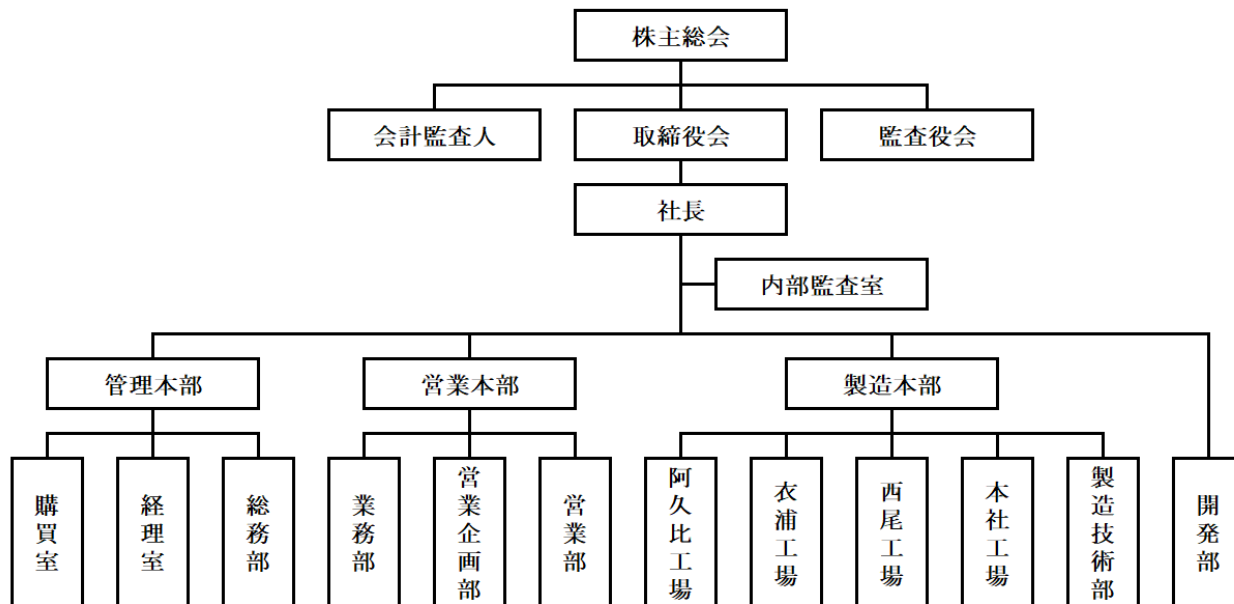 株主総会
会計監査人
取締役会
監査役会
社長
内部監査室
管理本部
営業本部
製造本部
購買室
経理室
総務部
業務部
営業企画部
営業部
阿久比工場
衣浦工場
西尾工場
本社工場
製造技術部
開発部